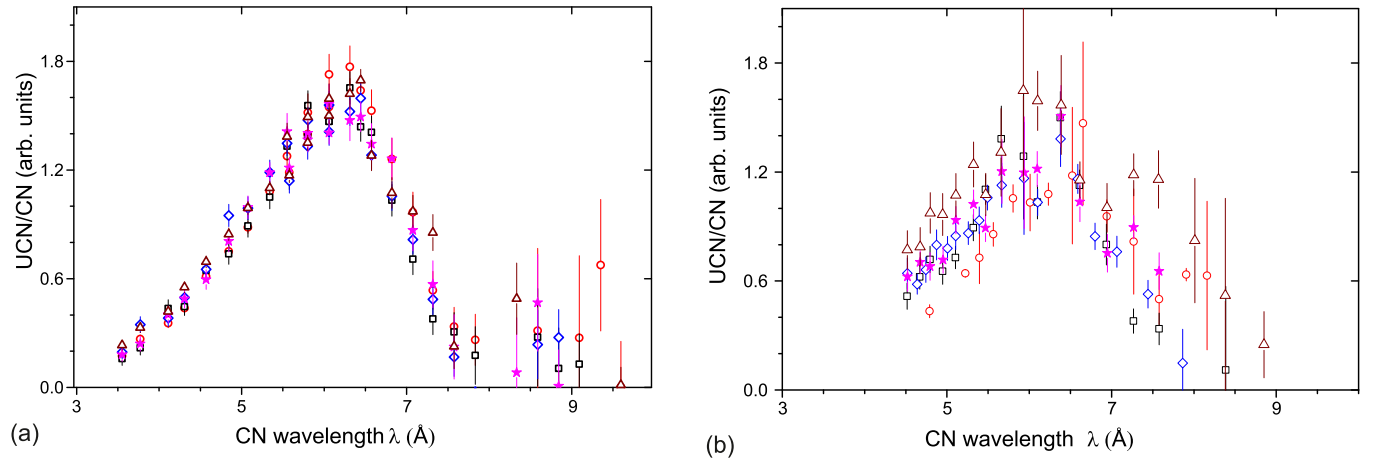 1.8
1.2
0.6
0.0
UCN/CN (arb. units)
3
5
7
9
CN wavelength λ (Å)
(a)
1.8
1.2
0.6
0.0
UCN/CN (arb. units)
3
5
7
9
CN wavelength λ (Å)
(b)